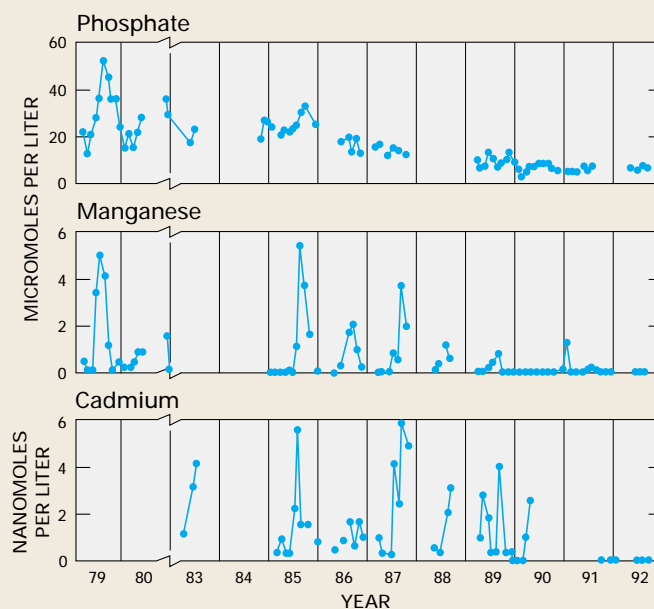 Phosphate
60
40
20
0
Manganese
6
4
2
0
MICROMOLES PER LITER
Cadmium
6
4
2
0
NANOMOLES
PER LITER
79 80 83 84 85 86 87 88 89 90 91 92
YEAR